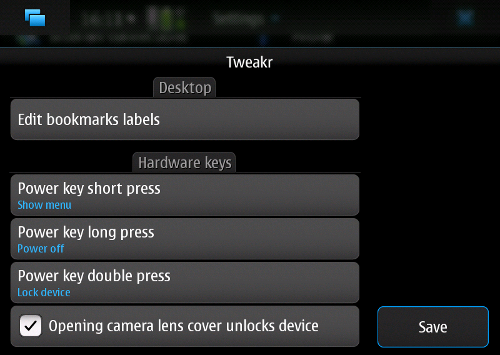 Settings
Tweakr
Desktop
Edit bookmarks labels
Hardware keys
Power key short press
Show menu
Power key long press
Power off
Power key double press
Lock device
Opening camera lens cover unlocks device
Save